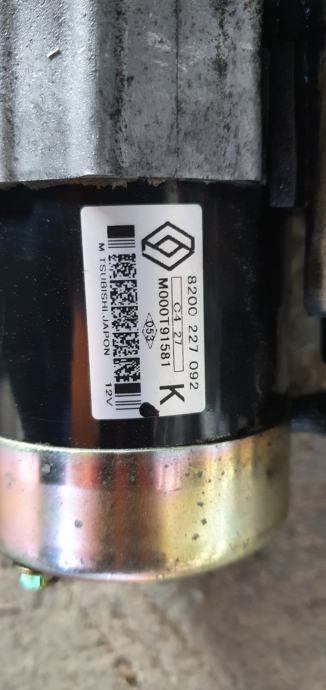 8200 227 092
C4 27
M000T91581
053
K
MITSUBISHI,JAPON
12V